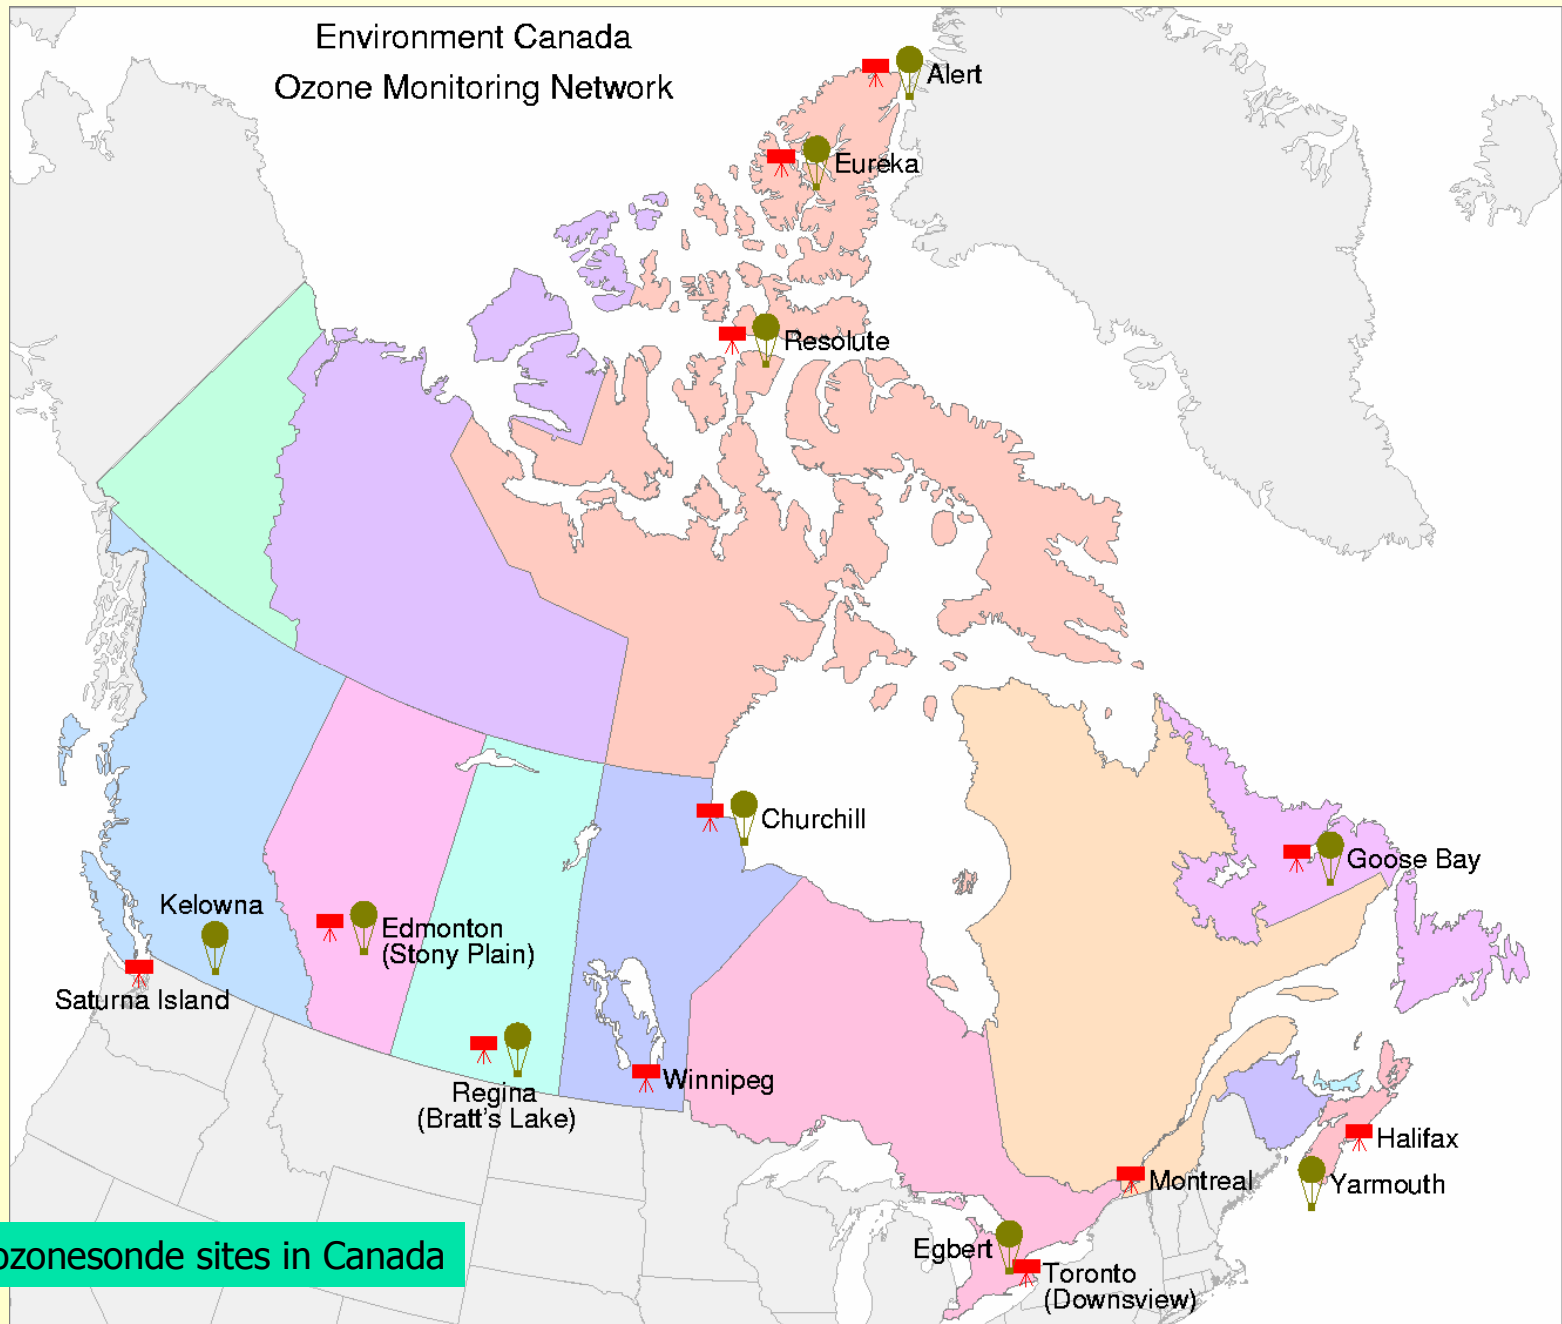 Environment Canada
Ozone Monitoring Network
Alert
Eureka
Resolute
Churchill
Goose Bay
Kelowna
Edmonton
(Stony Plain)
Saturna Island
Regina
(Bratt's Lake)
Winnipeg
Halifax
Montreal
Yarmouth
Egbert
Toronto
(Downsview)
ozonesonde sites in Canada